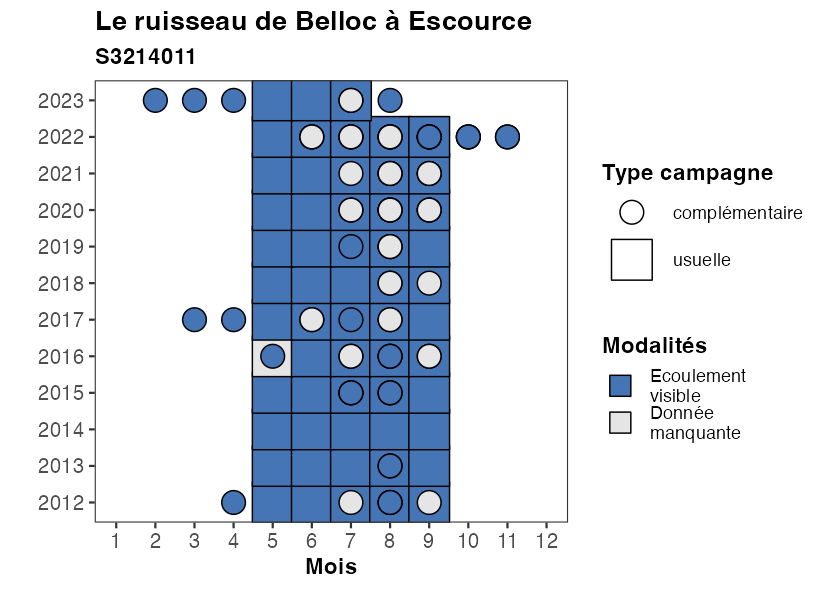 Le ruisseau de Belloc à Escource
S3214011
2023
2022
2021
2020
2019
2018
2017
2016
2015
2014
2013
2012
1 2 3 4 5 6 7 8 9 10 11 12
Mois
Type campagne
complémentaire
usuelle
Modalités
Ecoulement
visible
Donnée
manquante